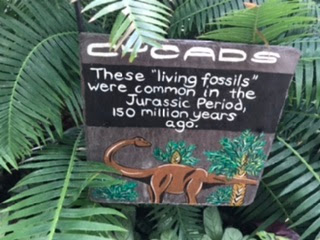 CYCADS
These "living fossils"
were common in the
Jurassic Period,
150 million years
ago.